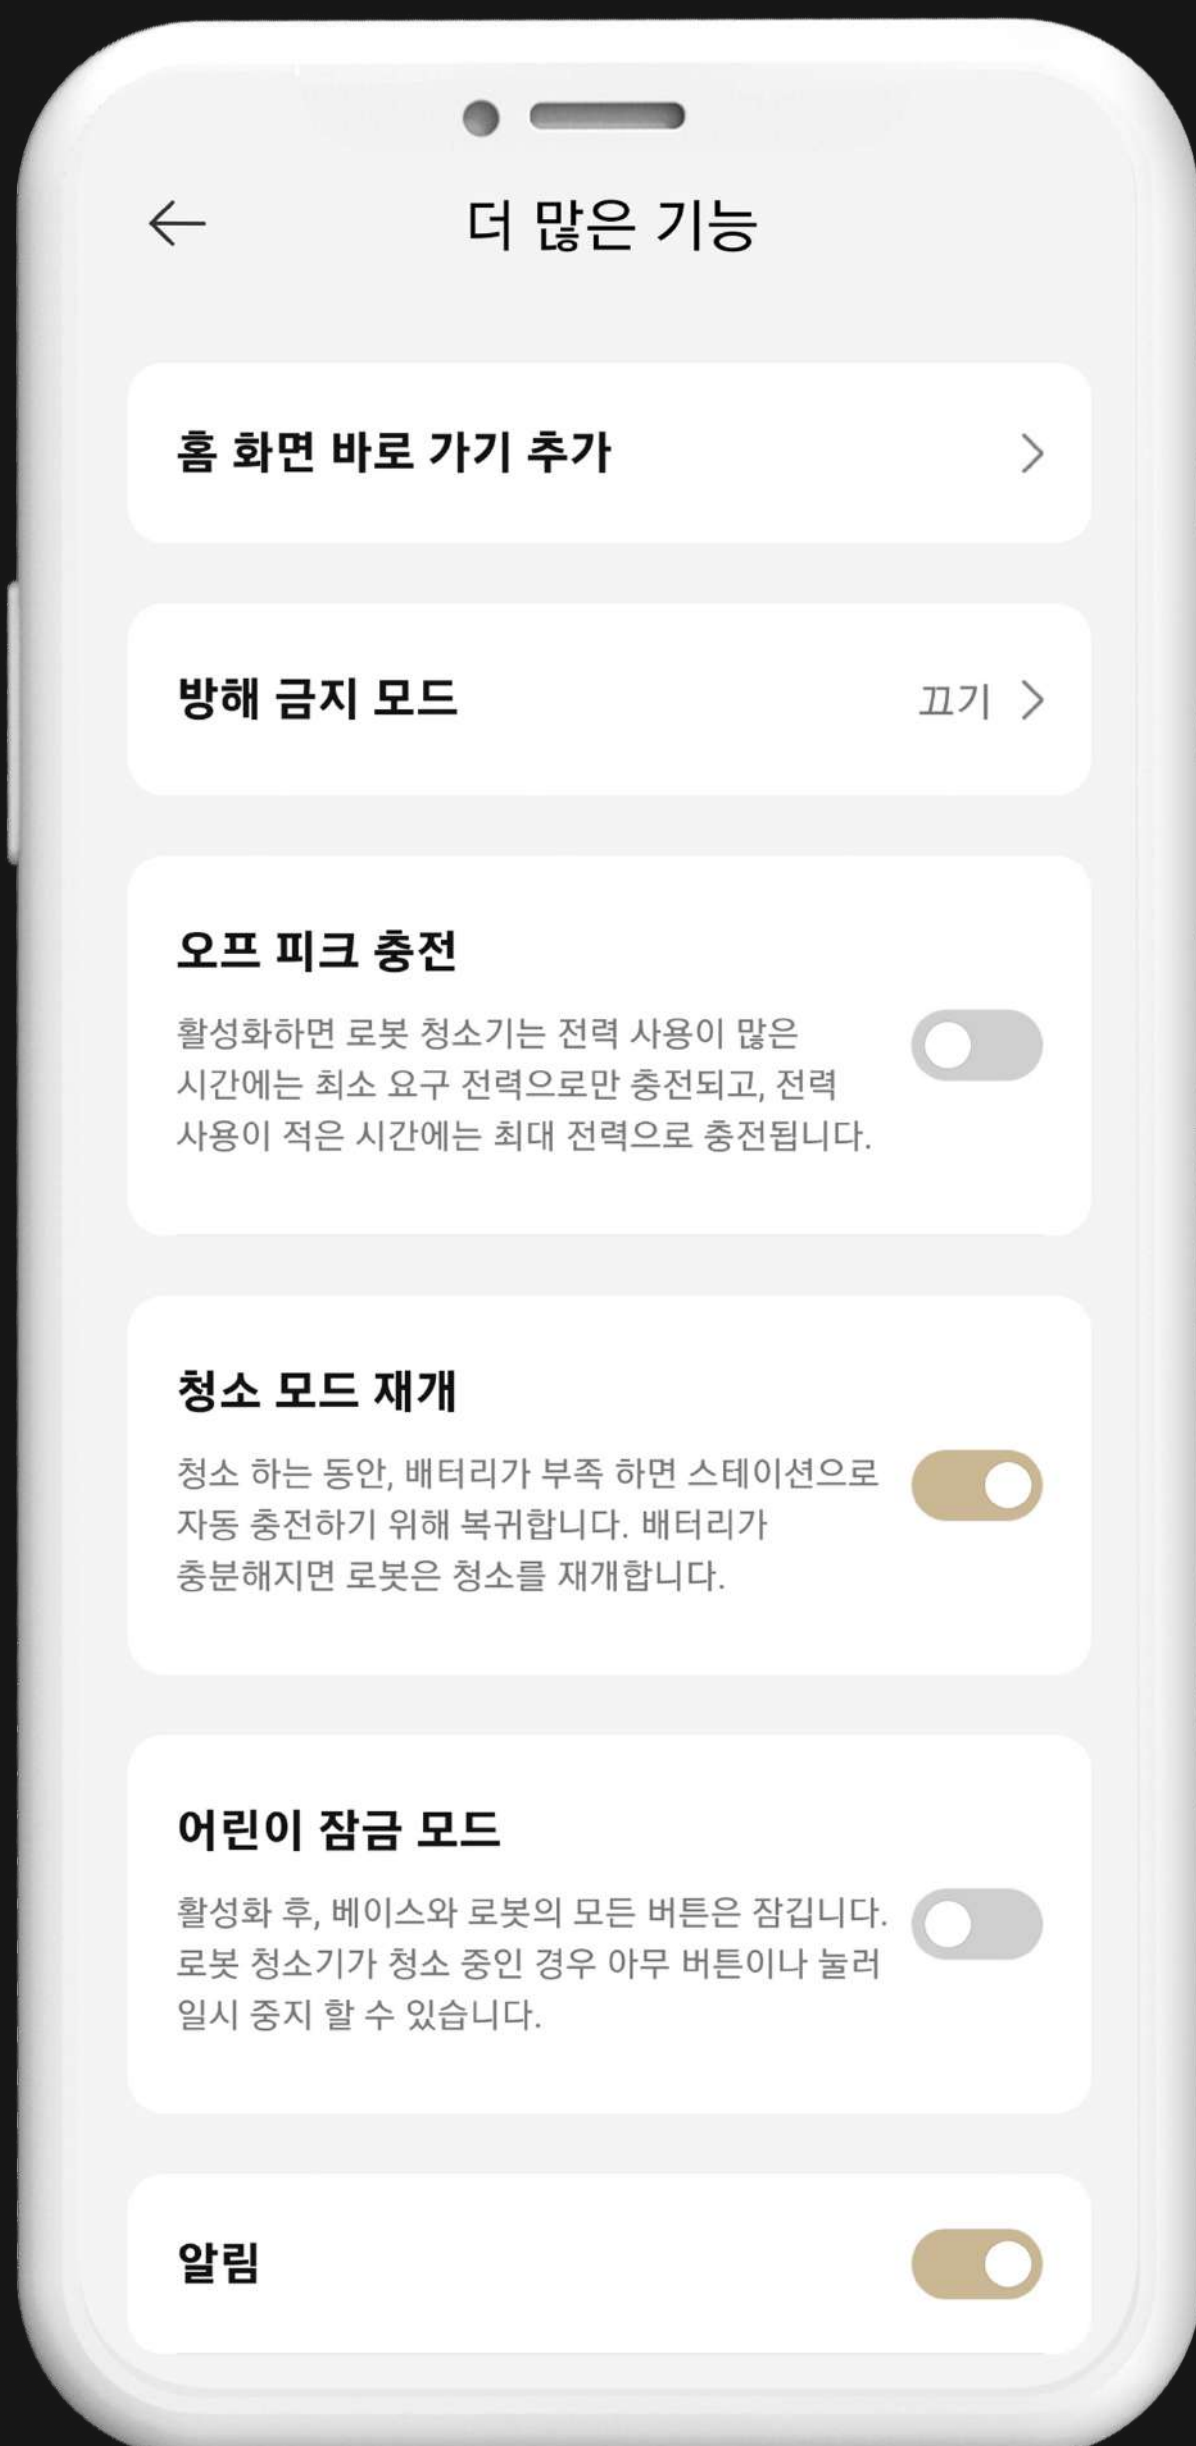 더 많은 기능
홈 화면 바로 가기 추가
방해 금지 모드
끄기
오프 피크 충전
활성화하면 로봇 청소기는 전력 사용이 많은
시간에는 최소 요구 전력으로만 충전되고, 전력
사용이 적은 시간에는 최대 전력으로 충전됩니다.
청소 모드 재개
청소 하는 동안, 배터리가 부족 하면 스테이션으로
자동 충전하기 위해 복귀합니다. 배터리가
충분해지면 로봇은 청소를 재개합니다.
어린이 잠금 모드
활성화 후, 베이스와 로봇의 모든 버튼은 잠깁니다.
로봇 청소기가 청소 중인 경우 아무 버튼이나 눌러
일시 중지 할 수 있습니다.
알림